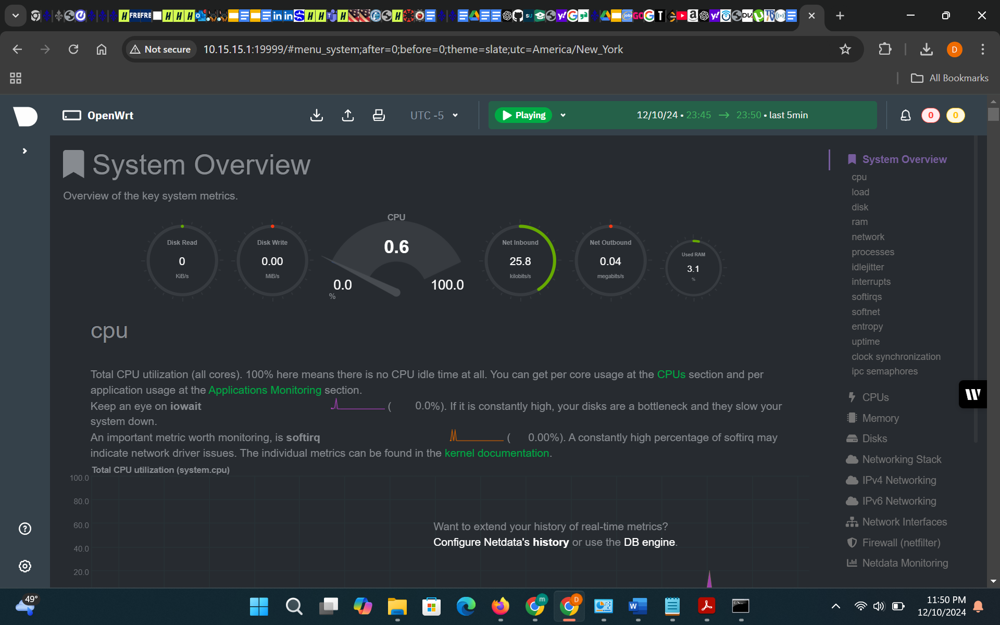 Not secure
10.15.15.1:19999/#menu_system;after=0;before=0;theme=slate;utc=America/New_York
D
All Bookmarks
OpenWrt
UTC -5
Playing
12/10/24 • 23:45 → 23:50 • last 5min
0
0
System Overview
Overview of the key system metrics.
Disk Read
0
KiB/s
Disk Write
0.00
MiB/s
CPU
0.6
0.0
100.0
%
Net Inbound
25.8
kilobits/s
Net Outbound
0.04
megabits/s
Used RAM
3.1
%
cpu
Total CPU utilization (all cores). 100% here means there is no CPU idle time at all. You can get per core usage at the CPUs section and per
application usage at the Applications Monitoring section.
Keep an eye on iowait ( 0.0%). If it is constantly high, your disks are a bottleneck and they slow your
system down.
An important metric worth monitoring, is softirq ( 0.00%). A constantly high percentage of softirq may
indicate network driver issues. The individual metrics can be found in the kernel documentation.
Total CPU utilization (system.cpu)
100.0
80.0
60.0
40.0
20.0
Want to extend your history of real-time metrics?
Configure Netdata's history or use the DB engine.
System Overview
cpu
load
disk
ram
network
processes
idlejitter
interrupts
softirqs
softnet
entropy
uptime
clock synchronization
ipc semaphores
CPUs
Memory
Disks
Networking Stack
IPv4 Networking
IPv6 Networking
Network Interfaces
Firewall (netfilter)
Netdata Monitoring
49°
m
D
11:50 PM
12/10/2024